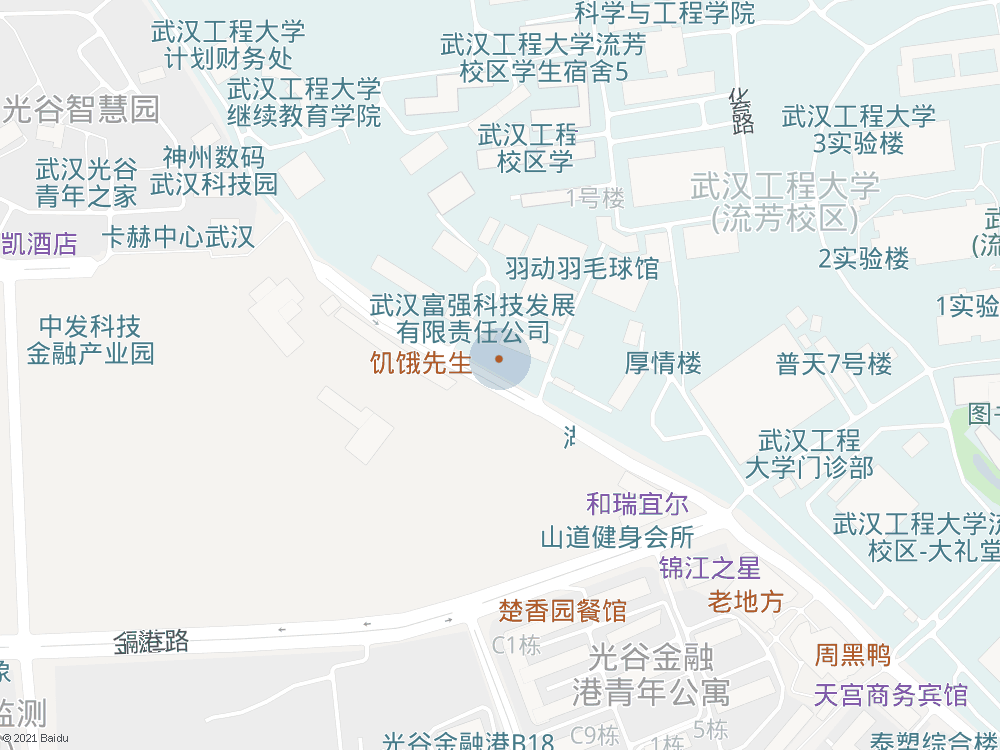 科学与工程学院
武汉工程大学
计划财务处
武汉工程大学流芳
校区学生宿舍5
武汉工程大学
继续教育学院
光谷智慧园
化工路
武汉工程大学
3实验楼
武汉工程
校区学
神州数码
武汉科技园
武汉光谷
青年之家
1号楼
武汉工程大学
(流芳校区)
凯酒店
卡赫中心武汉
武
(流
2实验楼
羽动羽毛球馆
武汉富强科技发展
有限责任公司
1实验
中发科技
金融产业园
饥饿先生
厚情楼
普天7号楼
图
武汉工程
大学门诊部
和瑞宜尔
山道健身会所
武汉工程大学流
校区-大礼堂
锦江之星
老地方
楚香园餐馆
C1栋
港
路
光谷金融
港青年公寓
周黑鸭
象
天宫商务宾馆
监测
C9栋
5栋
1栋
光谷金融港B18
泰塑综合楼
© 2021 Baidu